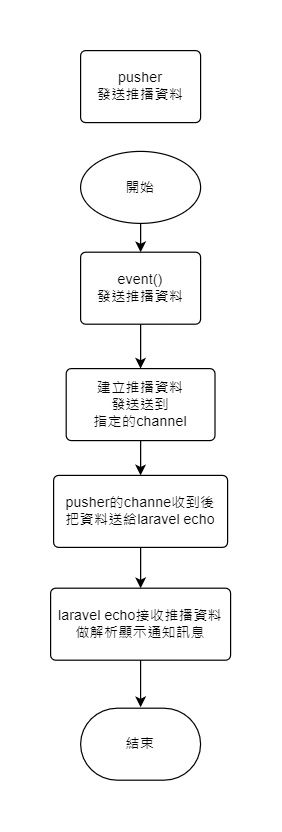 pusher
發送推播資料
開始
event()
發送推播資料
建立推播資料
發送送到
指定的channel
pusher的channe收到後
把資料送給laravel echo
laravel echo接收推播資料
做解析顯示通知訊息
結束